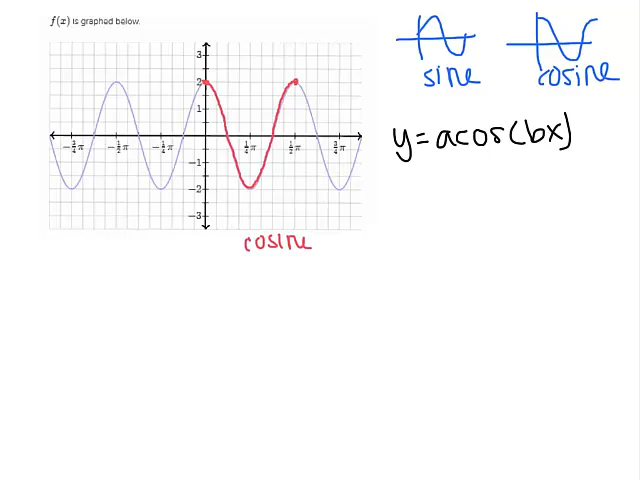 f(x) is graphed below.
3
2
1
-1
-2
-3
-3/4 π
-1/2 π
-1/4 π
1/4 π
1/2 π
3/4 π
cosine
sine
cosine
y=acos(bx)